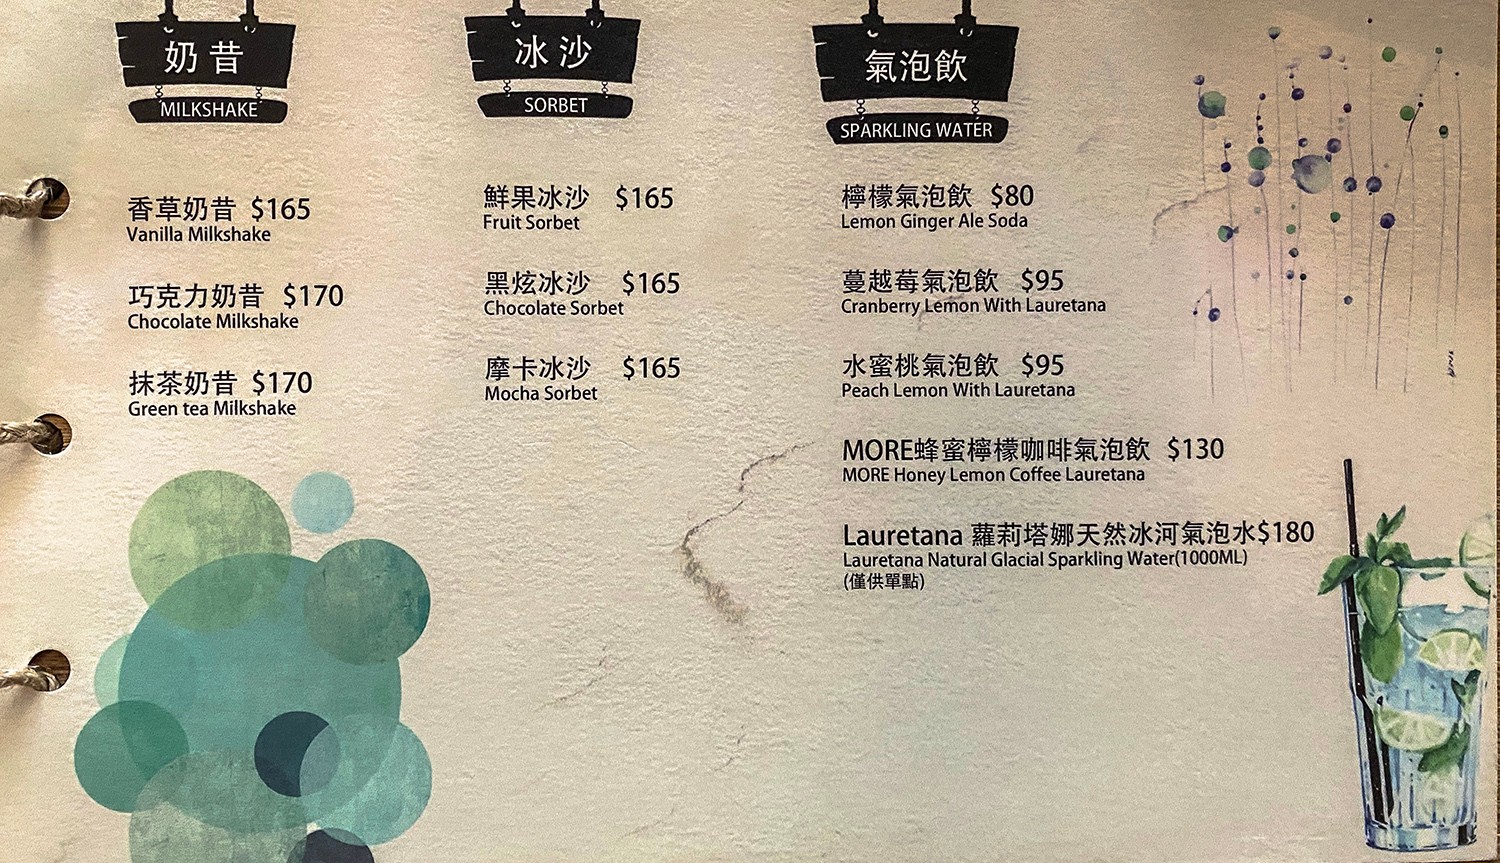 奶昔
MILKSHAKE
香草奶昔 $165
Vanilla Milkshake
巧克力奶昔 $170
Chocolate Milkshake
抹茶奶昔 $170
Green tea Milkshake
冰沙
SORBET
鮮果冰沙 $165
Fruit Sorbet
黑炫冰沙 $165
Chocolate Sorbet
摩卡冰沙 $165
Mocha Sorbet
氣泡飲
SPARKLING WATER
檸檬氣泡飲 $80
Lemon Ginger Ale Soda
蔓越莓氣泡飲 $95
Cranberry Lemon With Lauretana
水蜜桃氣泡飲 $95
Peach Lemon With Lauretana
MORE蜂蜜檸檬咖啡氣泡飲 $130
MORE Honey Lemon Coffee Lauretana
Lauretana 蘿莉塔娜天然冰河氣泡水$180
Lauretana Natural Glacial Sparkling Water(1000ML)
(僅供單點)